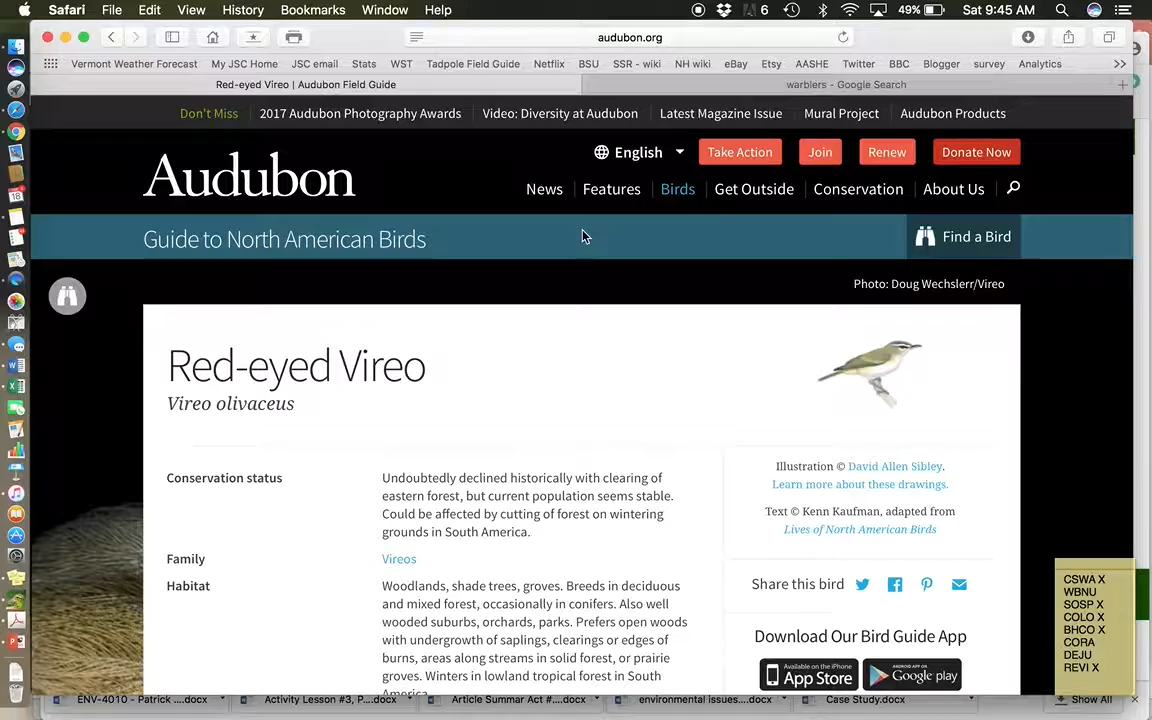 Safari File Edit View History Bookmarks Window Help 6 49% Sat 9:45 AM
audubon.org
Vermont Weather Forecast My JSC Home JSC email Stats WST Tadpole Field Guide Netflix BSU SSR - wiki NH wiki eBay Etsy AASHE Twitter BBC Blogger survey Analytics
Red-eyed Vireo | Audubon Field Guide warblers - Google Search
Don't Miss 2017 Audubon Photography Awards Video: Diversity at Audubon Latest Magazine Issue Mural Project Audubon Products
English Take Action Join Renew Donate Now
Audubon
News Features Birds Get Outside Conservation About Us
Guide to North American Birds Find a Bird
Photo: Doug Wechslerr/Vireo
Red-eyed Vireo
Vireo olivaceus
Conservation status
Undoubtedly declined historically with clearing of
eastern forest, but current population seems stable.
Could be affected by cutting of forest on wintering
grounds in South America.
Family Vireos
Habitat
Woodlands, shade trees, groves. Breeds in deciduous
and mixed forest, occasionally in conifers. Also well
wooded suburbs, orchards, parks. Prefers open woods
with undergrowth of saplings, clearings or edges of
burns, areas along streams in solid forest, or prairie
groves. Winters in lowland tropical forest in South
America.
Illustration © David Allen Sibley.
Learn more about these drawings.
Text © Kenn Kaufman, adapted from
Lives of North American Birds
Share this bird
Download Our Bird Guide App
Available on the iPhone
App Store
ANDROID APP ON
Google play
CSWA X
WBNU
SOSP X
COLO X
BHCO X
CORA
DEJU
REVI X
ENV-4010 - Patrick ....docx Activity Lesson #3, P....docx Article Summar Act #....docx environmental issues....docx Case Study.docx Show All